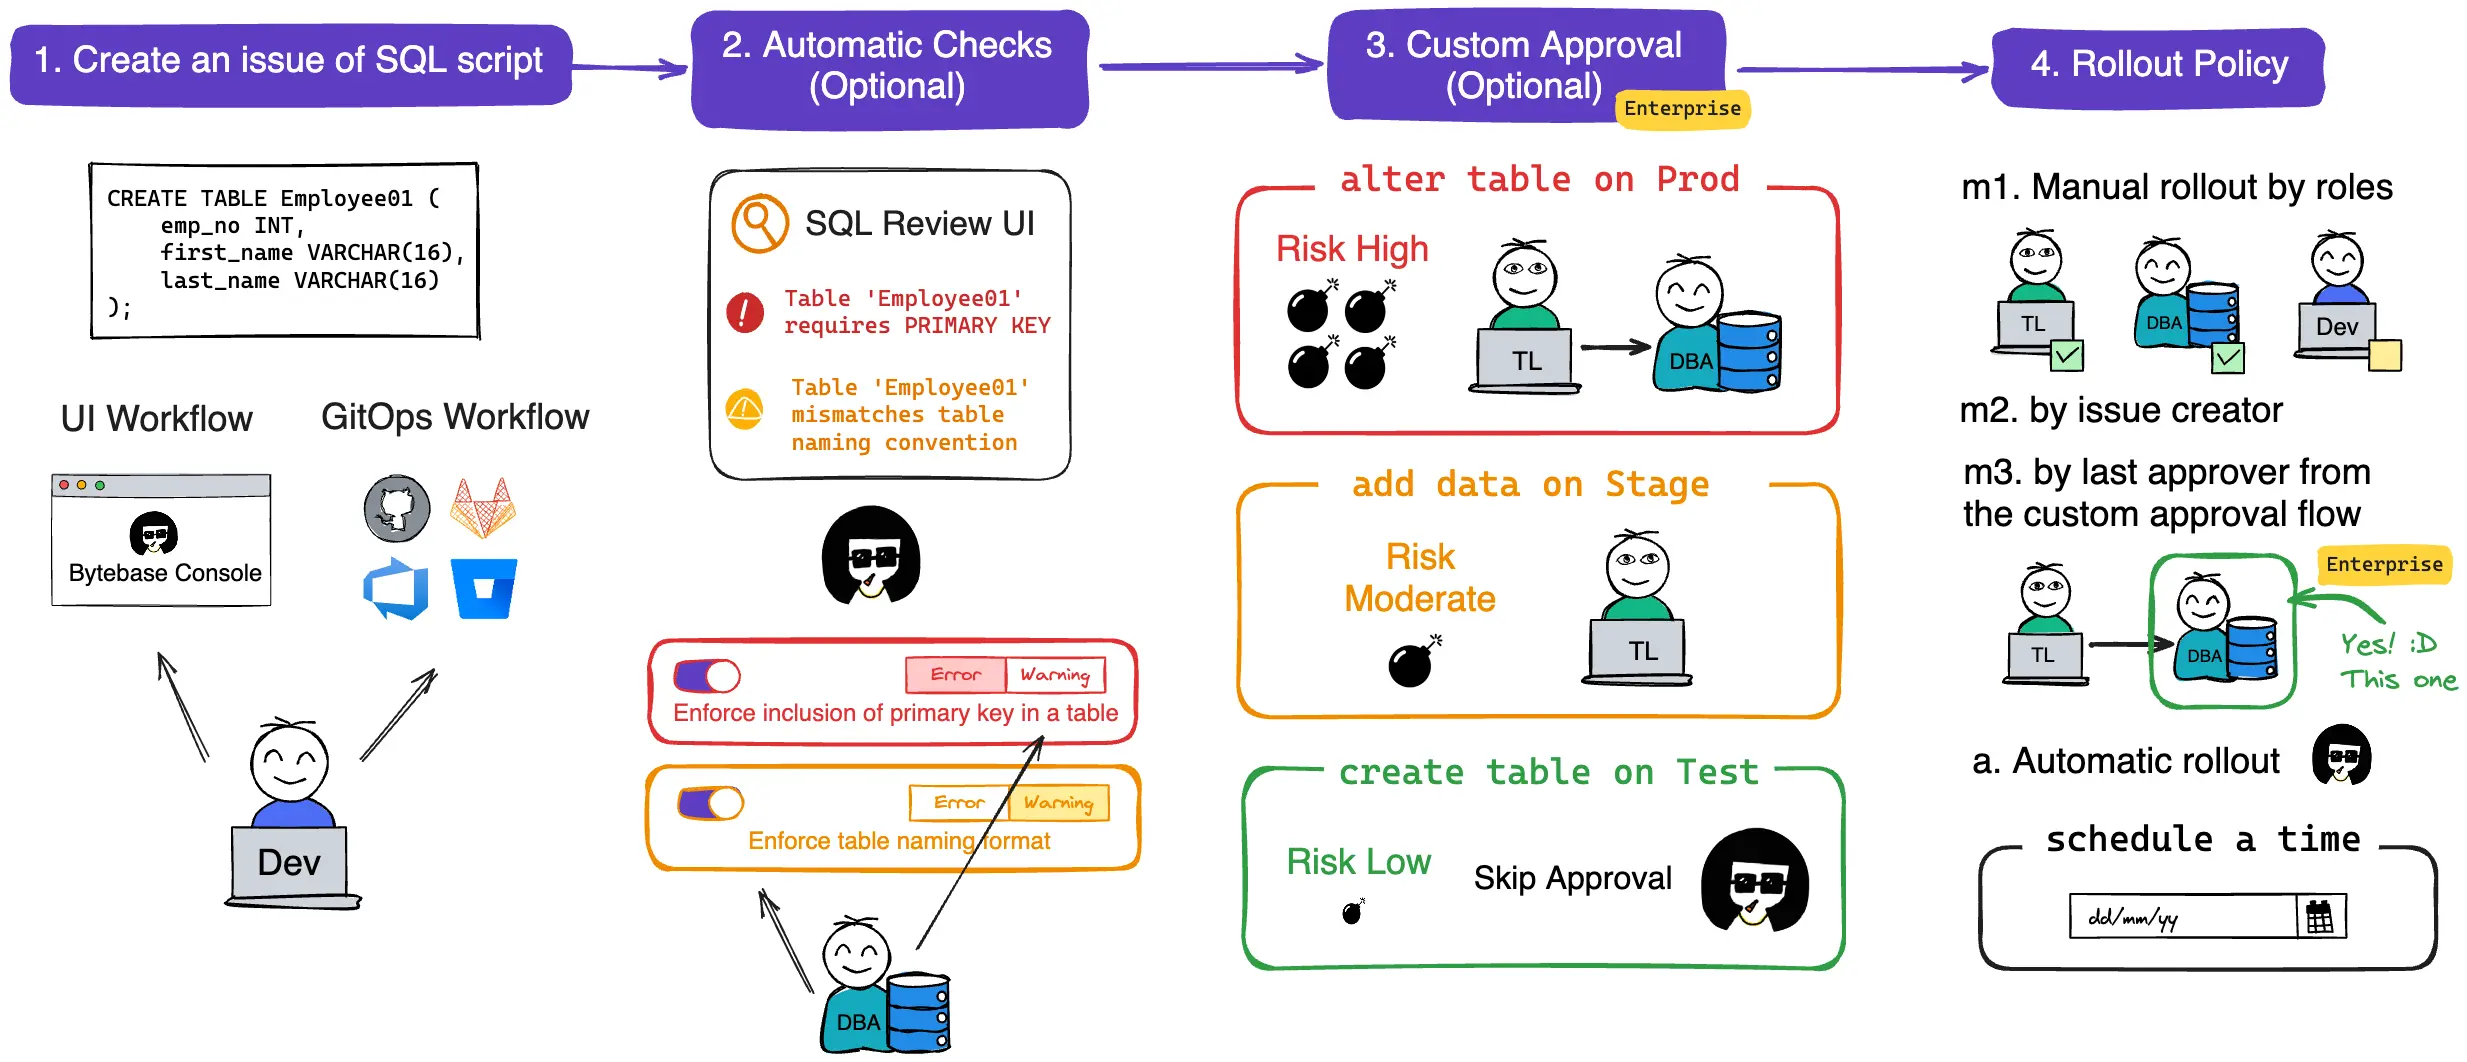 1. Create an issue of SQL script
CREATE TABLE Employee01 (
emp_no INT,
first_name VARCHAR(16),
last_name VARCHAR(16)
);
UI Workflow
GitOps Workflow
Bytebase Console
Dev
2. Automatic Checks
(Optional)
SQL Review UI
Table 'Employee01'
requires PRIMARY KEY
Table 'Employee01'
mismatches table
naming convention
Error
Warning
Enforce inclusion of primary key in a table
Error
Warning
Enforce table naming format
DBA
3. Custom Approval
(Optional)
Enterprise
alter table on Prod
Risk High
TL
DBA
add data on Stage
Risk
Moderate
TL
create table on Test
Risk Low
Skip Approval
4. Rollout Policy
m1. Manual rollout by roles
TL
DBA
Dev
m2. by issue creator
m3. by last approver from
the custom approval flow
Enterprise
TL
DBA
Yes! :D
This one
a. Automatic rollout
schedule a time
dd/mm/yy